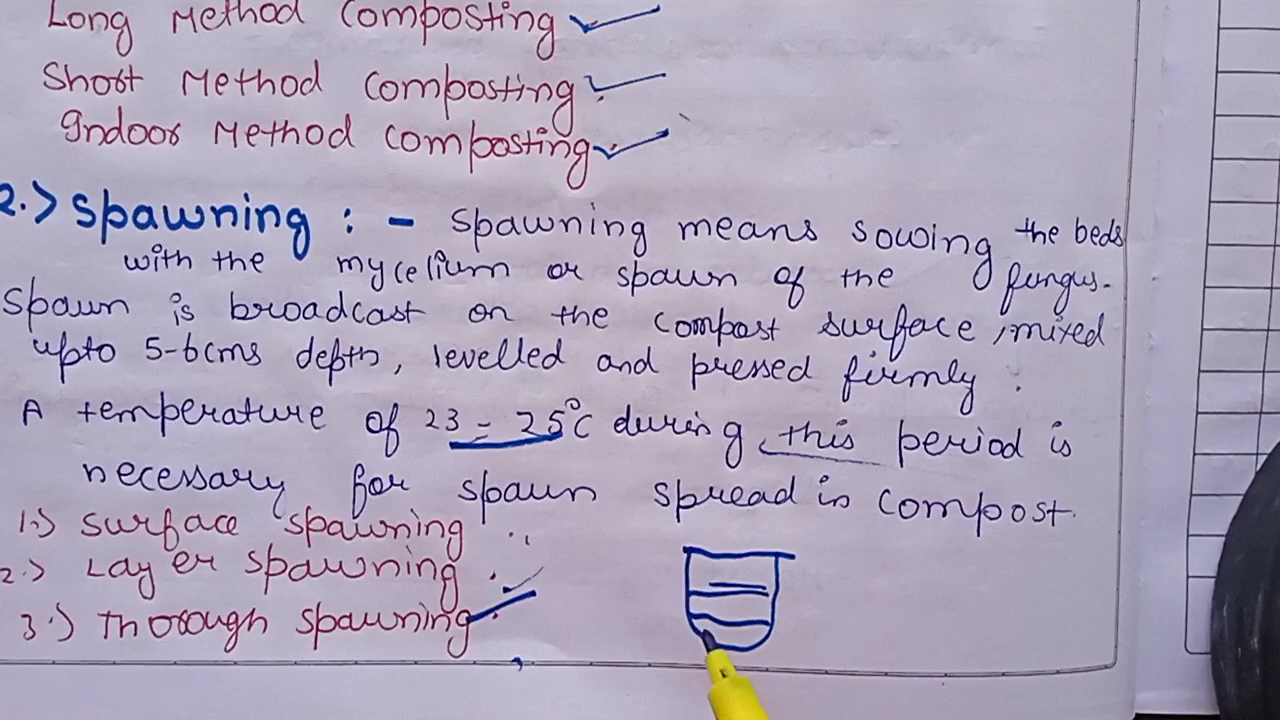 Long Method Composting
Short Method Composting.
Indoor Method Composting
2.) Spawning : - Spawning means sowing the beds
with the mycelium or spawn of the fungus.
Spawn is broadcast on the compost surface, mixed
upto 5-6cms depth, levelled and pressed firmly.
A temperature of 23 - 25°C during this period is
necessary for spawn spread in compost.
1.) Surface spawning
2.) Layer spawning.
3.) Thorough spawning.